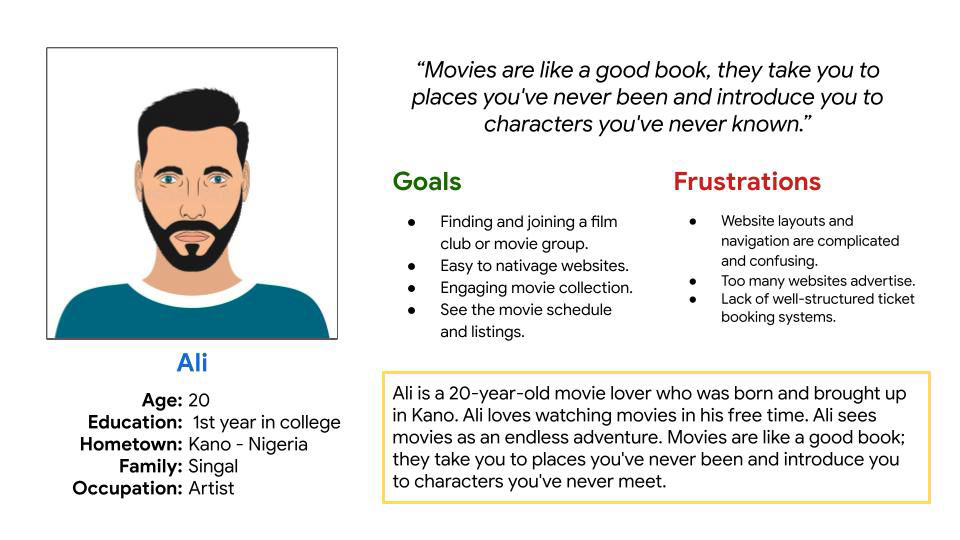 “Movies are like a good book, they take you to
places you've never been and introduce you to
characters you've never known.”
Goals
● Finding and joining a film
club or movie group.
● Easy to nativage websites.
● Engaging movie collection.
● See the movie schedule
and listings.
Frustrations
● Website layouts and
navigation are complicated
and confusing.
● Too many websites advertise.
● Lack of well-structured ticket
booking systems.
Ali
Age: 20
Education: 1st year in college
Hometown: Kano - Nigeria
Family: Singal
Occupation: Artist
Ali is a 20-year-old movie lover who was born and brought up
in Kano. Ali loves watching movies in his free time. Ali sees
movies as an endless adventure. Movies are like a good book;
they take you to places you've never been and introduce you
to characters you've never meet.